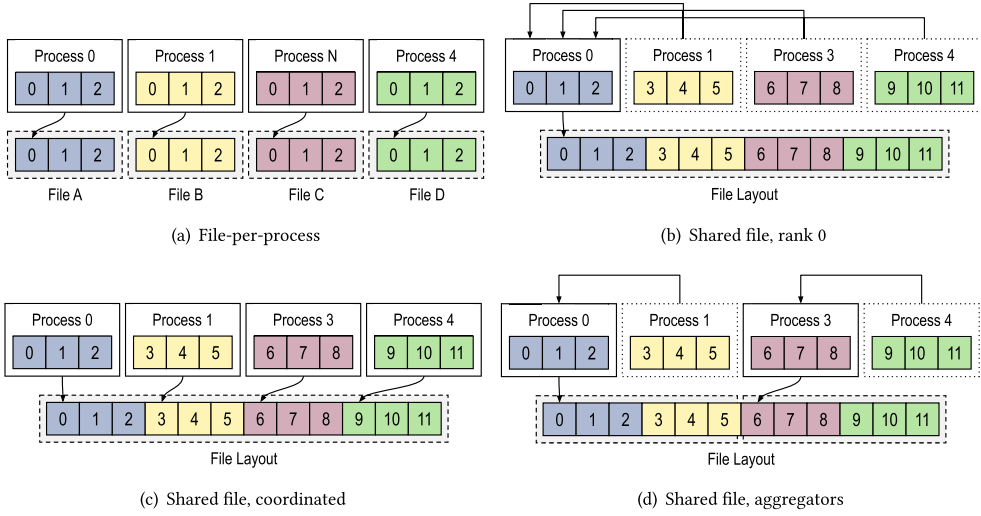 Process 0 Process 1 Process N Process 4
0 1 2 0 1 2 0 1 2 0 1 2
0 1 2 0 1 2 0 1 2 0 1 2
File A File B File C File D
(a) File-per-process
Process 0 Process 1 Process 3 Process 4
0 1 2 3 4 5 6 7 8 9 10 11
0 1 2 3 4 5 6 7 8 9 10 11
File Layout
(b) Shared file, rank 0
Process 0 Process 1 Process 3 Process 4
0 1 2 3 4 5 6 7 8 9 10 11
0 1 2 3 4 5 6 7 8 9 10 11
File Layout
(c) Shared file, coordinated
Process 0 Process 1 Process 3 Process 4
0 1 2 3 4 5 6 7 8 9 10 11
0 1 2 3 4 5 6 7 8 9 10 11
File Layout
(d) Shared file, aggregators